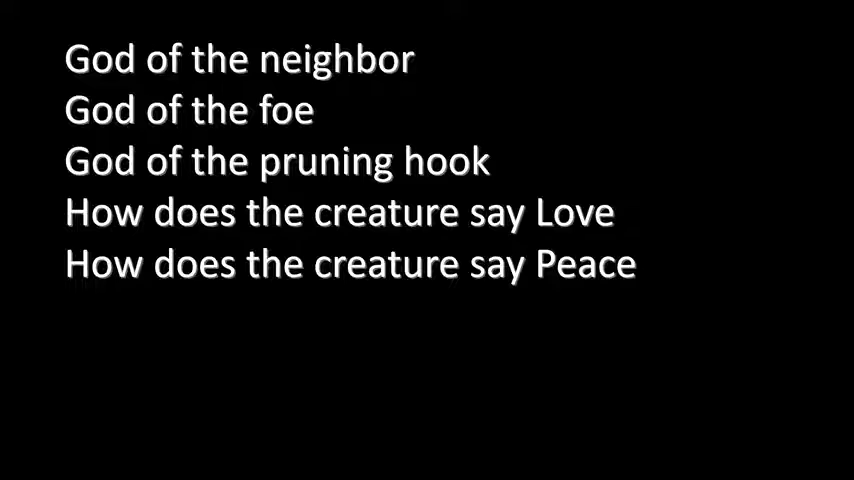 God of the neighbor
God of the foe
God of the pruning hook
How does the creature say Love
How does the creature say Peace